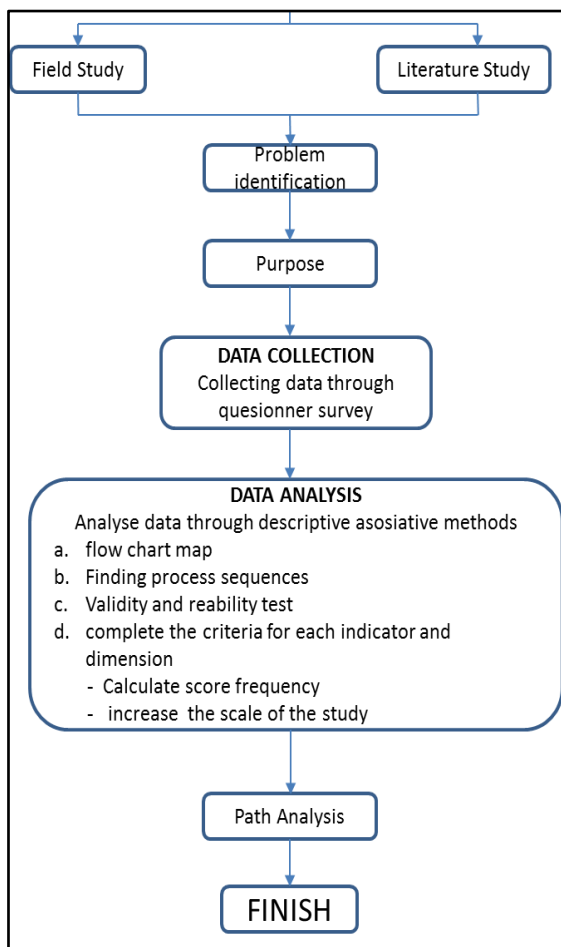 Field Study
Literature Study
Problem
identification
Purpose
DATA COLLECTION
Collecting data through
quesionner survey
DATA ANALYSIS
Analyse data through descriptive asosiative methods
a. flow chart map
b. Finding process sequences
c. Validity and reability test
d. complete the criteria for each indicator and
dimension
- Calculate score frequency
- increase the scale of the study
Path Analysis
FINISH